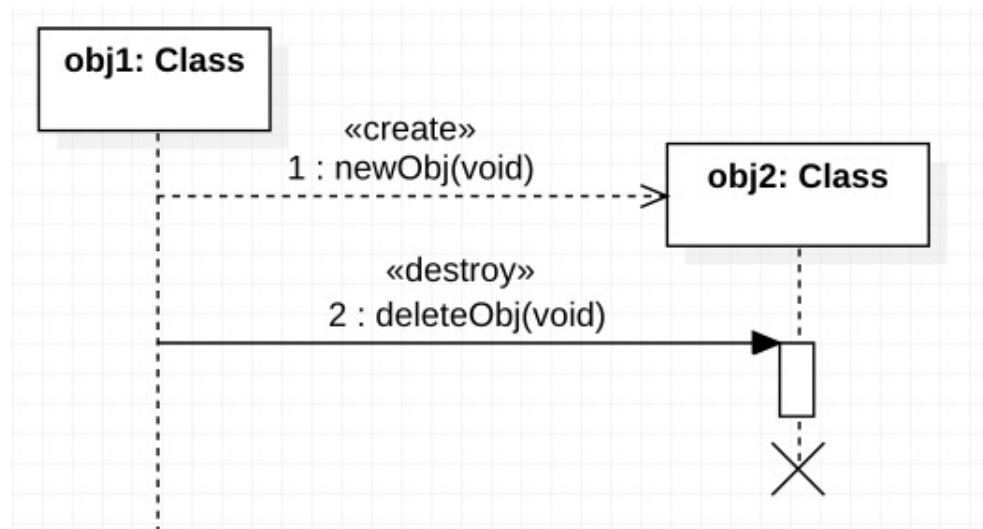 obj1: Class
«create»
1 : newObj(void)
obj2: Class
«destroy»
2 : deleteObj(void)